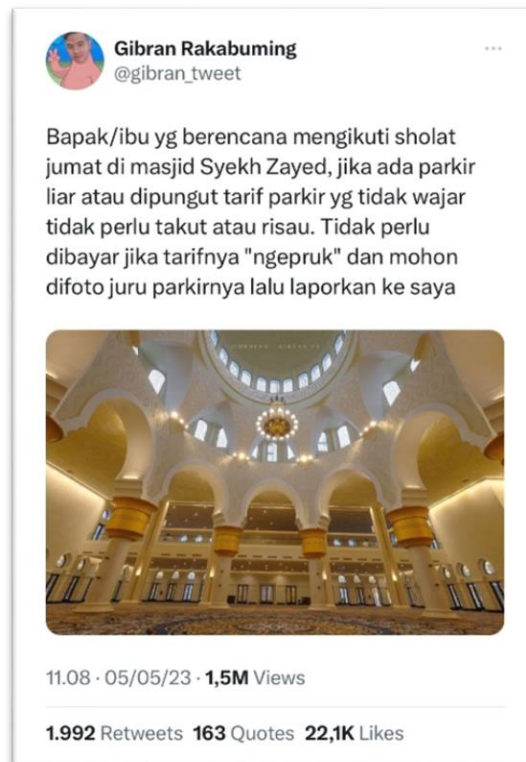 Gibran Rakabuming
@gibran_tweet
Bapak/ibu yg berencana mengikuti sholat
jumat di masjid Syekh Zayed, jika ada parkir
liar atau dipungut tarif parkir yg tidak wajar
tidak perlu takut atau risau. Tidak perlu
dibayar jika tarifnya "ngepruk" dan mohon
difoto juru parkirnya lalu laporkan ke saya
11.08 · 05/05/23 · 1,5M Views
1.992 Retweets 163 Quotes 22,1K Likes